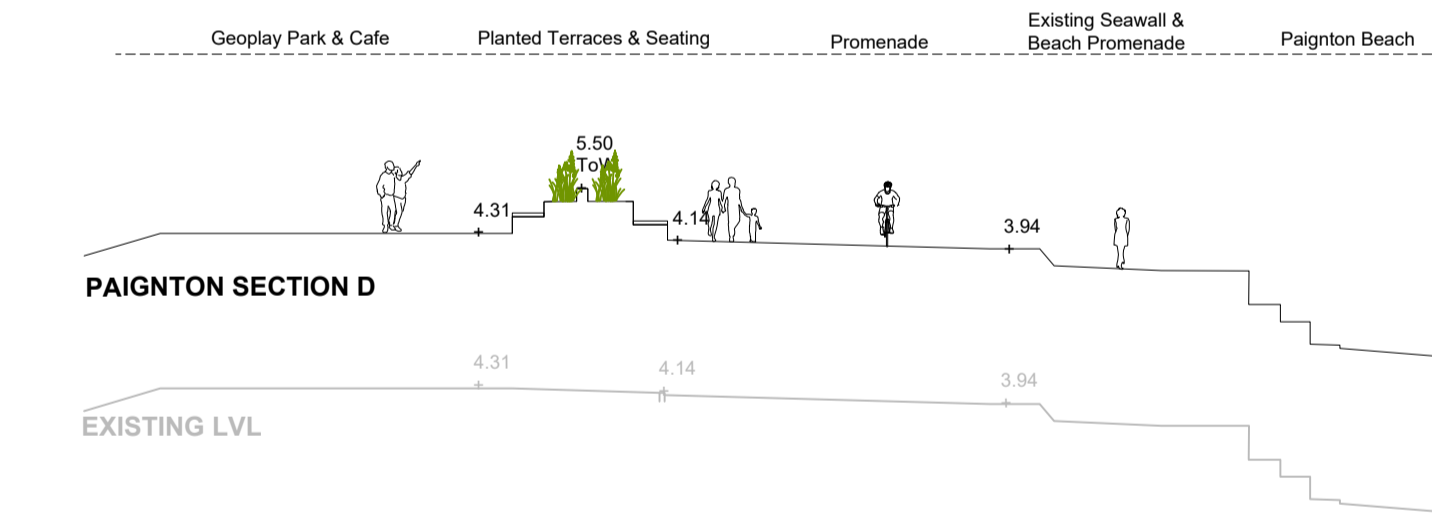 Geoplay Park & Cafe
Planted Terraces & Seating
Promenade
Existing Seawall &
Beach Promenade
Paignton Beach
5.50
ToW
4.31
4.14
3.94
PAIGNTON SECTION D
4.31
4.14
3.94
EXISTING LVL